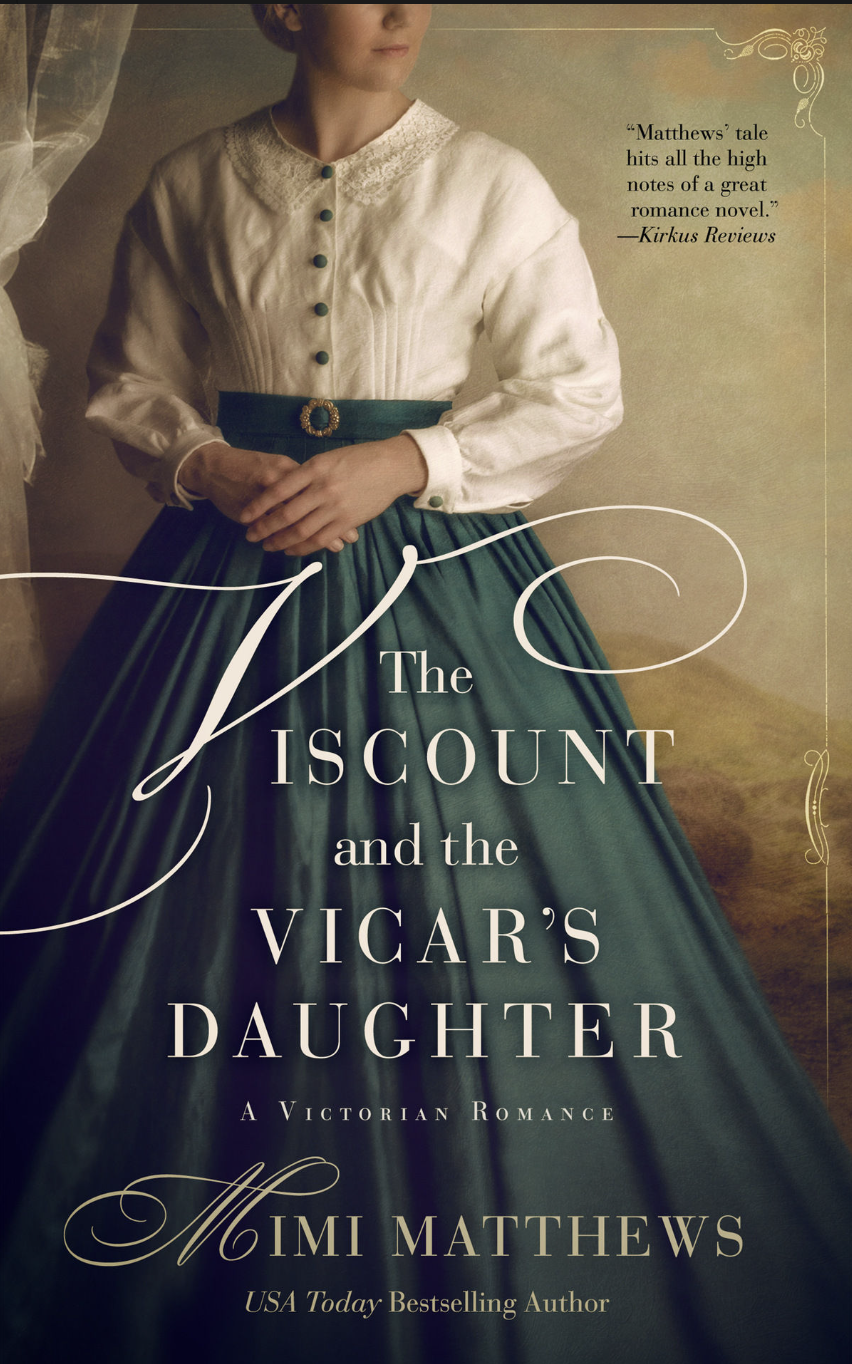 “Matthews’ tale
hits all the high
notes of a great
romance novel.”
—Kirkus Reviews
The
VISCOUNT
and the
VICAR’S
DAUGHTER
A Victorian Romance
MIMI MATTHEWS
USA Today Bestselling Author